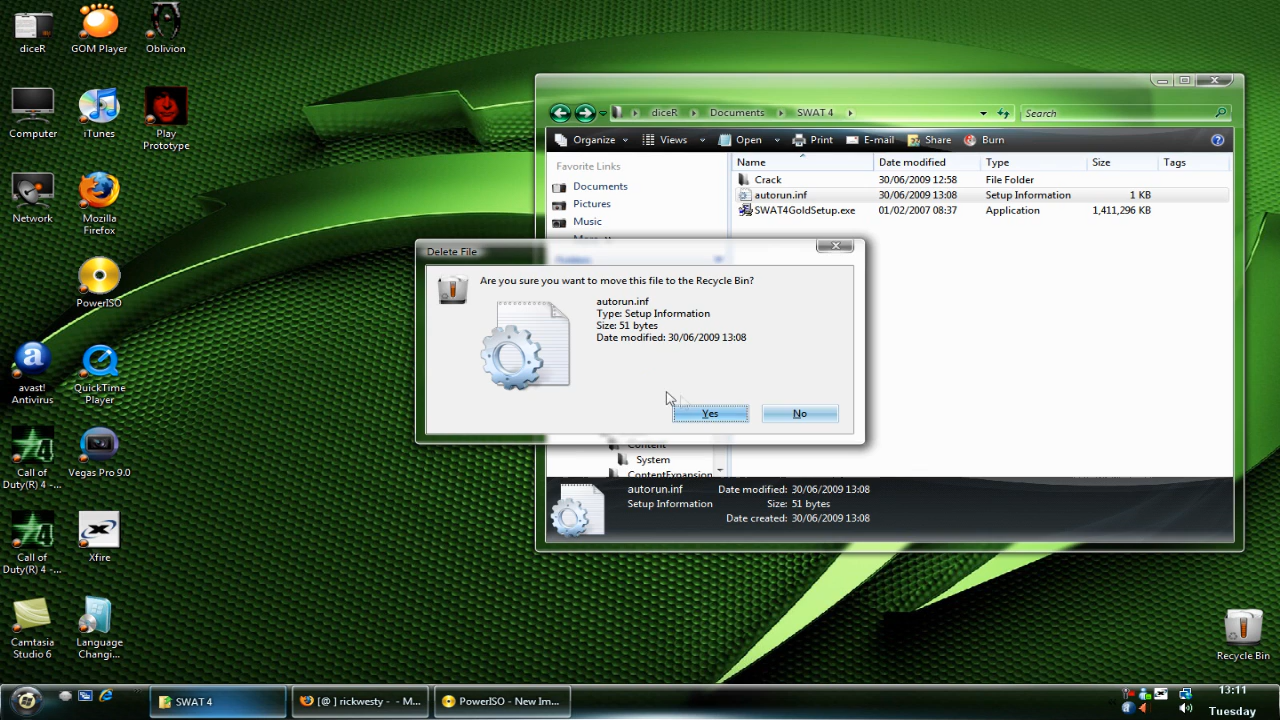 diceR
GOM Player
Oblivion
Computer
iTunes
Play
Prototype
Network
Mozilla
Firefox
PowerISO
avast!
Antivirus
QuickTime
Player
Call of
Duty(R) 4 -...
Vegas Pro 9.0
Call of
Duty(R) 4 -...
Xfire
Camtasia
Studio 6
Language
Changi...
diceR Documents SWAT 4 Search
Organize Views Open Print E-mail Share Burn
Favorite Links
Documents
Pictures
Music
Name Date modified Type Size Tags
Crack 30/06/2009 12:58 File Folder
autorun.inf 30/06/2009 13:08 Setup Information 1 KB
SWAT4GoldSetup.exe 01/02/2007 08:37 Application 1,411,296 KB
Delete File
Are you sure you want to move this file to the Recycle Bin?
autorun.inf
Type: Setup Information
Size: 51 bytes
Date modified: 30/06/2009 13:08
Yes No
Content
System
ContentExpansion
autorun.inf Date modified: 30/06/2009 13:08
Setup Information Size: 51 bytes
Date created: 30/06/2009 13:08
Recycle Bin
SWAT 4 [@ ] rickwesty - - M... PowerISO - New Im...
13:11
Tuesday